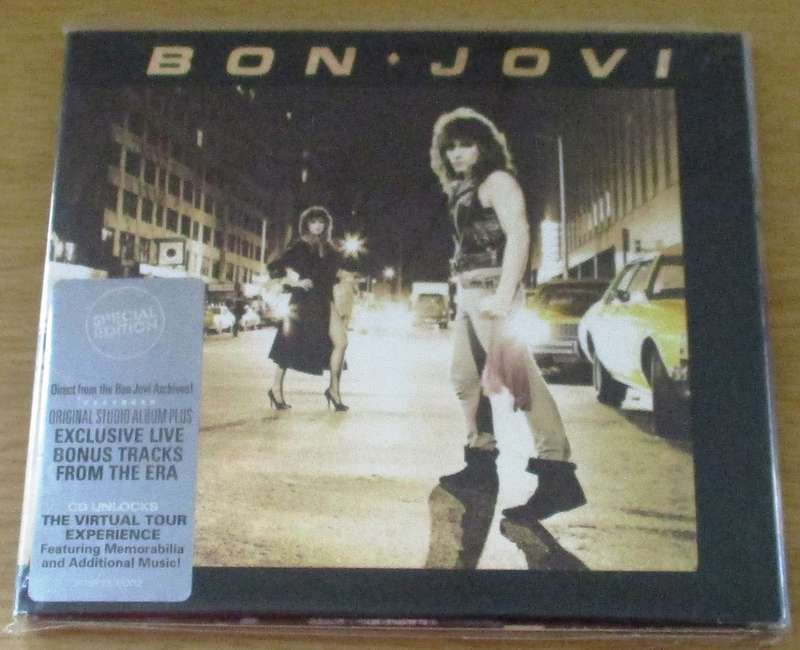 BON • JOVI
SPECIAL
EDITION
Direct from the Bon Jovi Archives!
FEATURES
ORIGINAL STUDIO ALBUM PLUS
EXCLUSIVE LIVE
BONUS TRACKS
FROM THE ERA
CD UNLOCKS
THE VIRTUAL TOUR
EXPERIENCE
Featuring Memorabilia
and Additional Music!